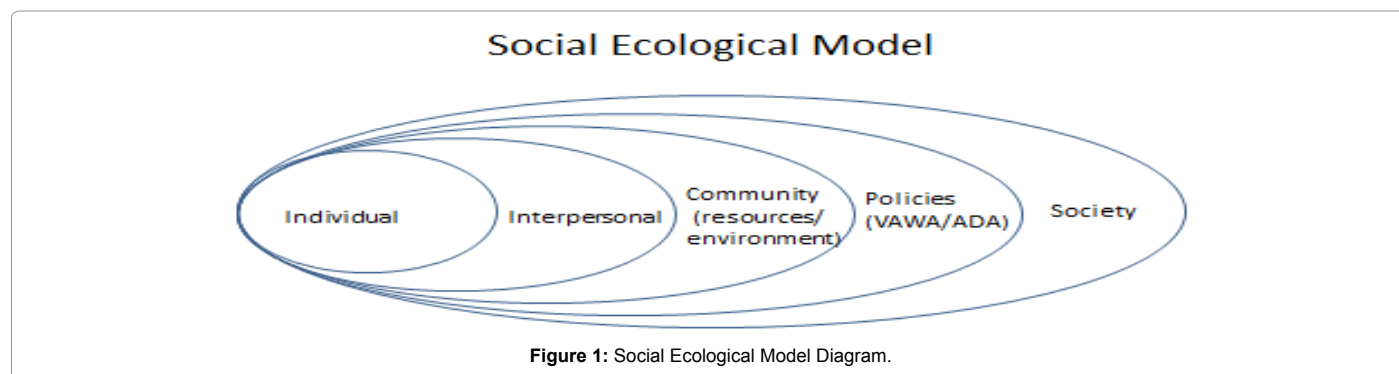 Social Ecological Model
Individual
Interpersonal
Community
(resources/
environment)
Policies
(VAWA/ADA)
Society
Figure 1: Social Ecological Model Diagram.